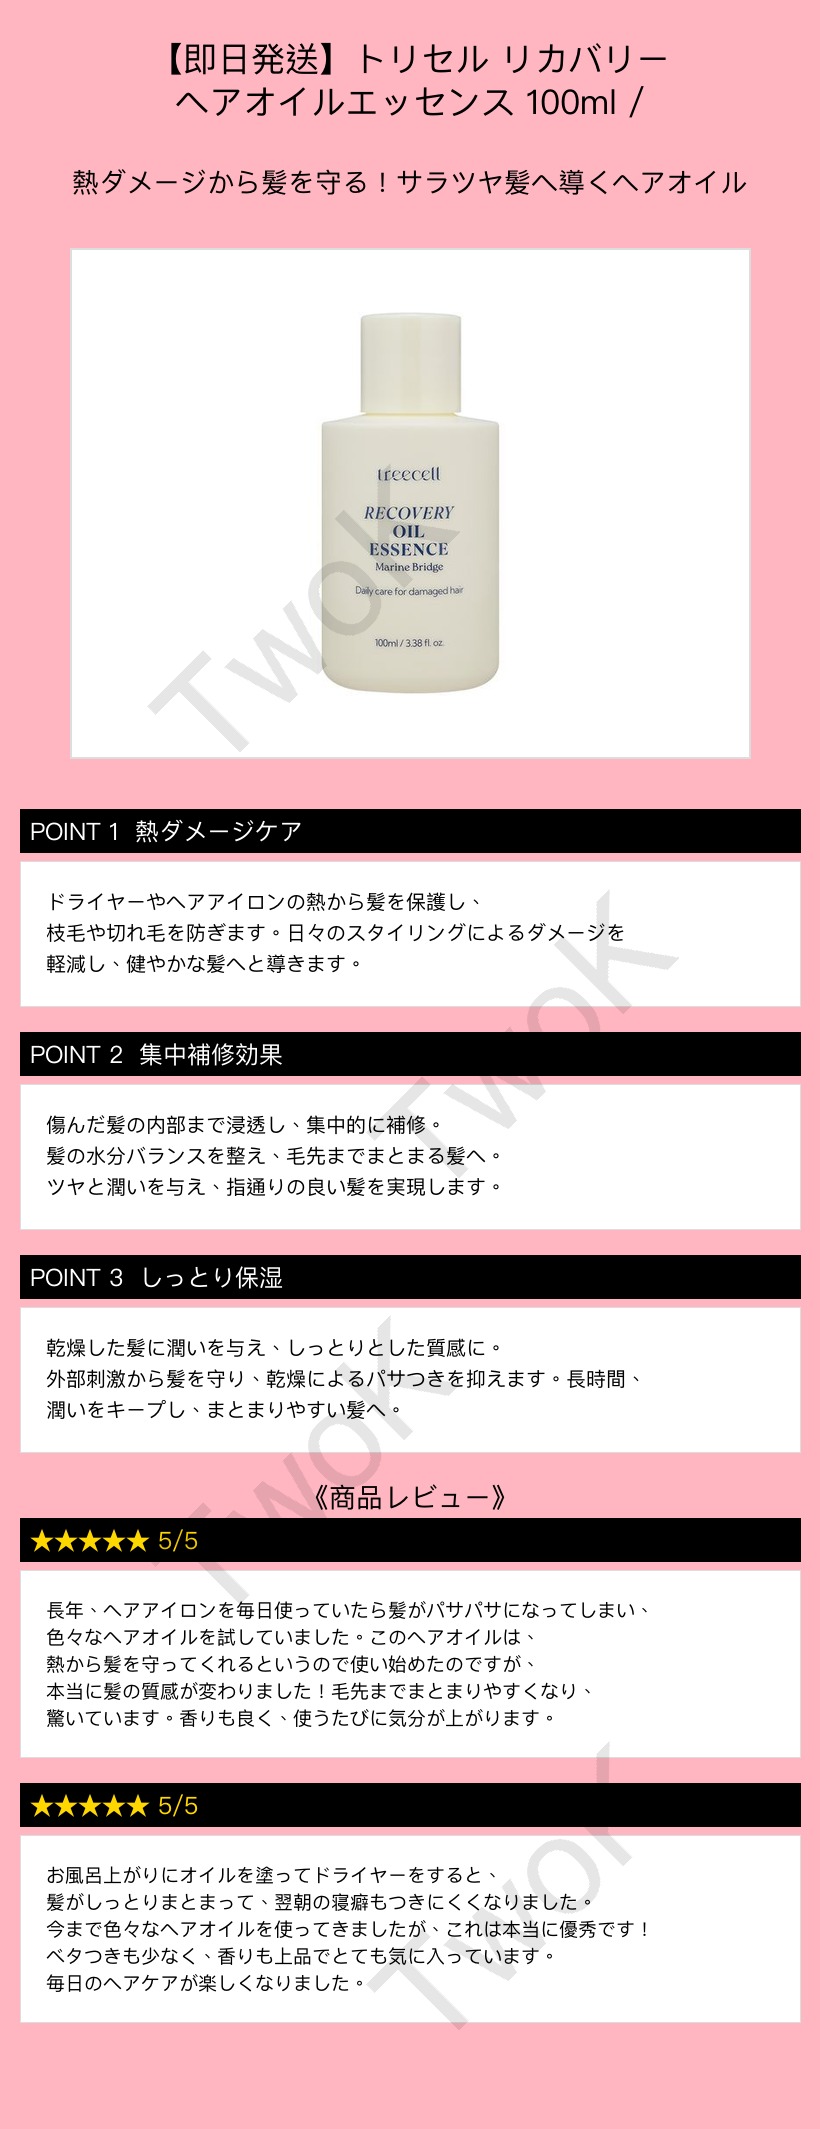 【即日発送】トリセル リカバリー
ヘアオイルエッセンス 100ml /
熱ダメージから髪を守る！サラツヤ髪へ導くヘアオイル
treecell
RECOVERY
OIL
ESSENCE
Marine Bridge
Daily care for damaged hair
100ml / 3.38 fl. oz.
TwoK
POINT 1 熱ダメージケア
ドライヤーやヘアアイロンの熱から髪を保護し、
枝毛や切れ毛を防ぎます。日々のスタイリングによるダメージを
軽減し、健やかな髪へと導きます。
TwoK
POINT 2 集中補修効果
傷んだ髪の内部まで浸透し、集中的に補修。
髪の水分バランスを整え、毛先までまとまる髪へ。
ツヤと潤いを与え、指通りの良い髪を実現します。
POINT 3 しっとり保湿
乾燥した髪に潤いを与え、しっとりとした質感に。
外部刺激から髪を守り、乾燥によるパサつきを抑えます。長時間、
潤いをキープし、まとまりやすい髪へ。
TwoK
《商品レビュー》
★★★★★ 5/5
長年、ヘアアイロンを毎日使っていたら髪がパサパサになってしまい、
色々なヘアオイルを試していました。このヘアオイルは、
熱から髪を守ってくれるというので使い始めたのですが、
本当に髪の質感が変わりました！毛先までまとまりやすくなり、
驚いています。香りも良く、使うたびに気分が上がります。
★★★★★ 5/5
お風呂上がりにオイルを塗ってドライヤーをすると、
髪がしっとりまとまって、翌朝の寝癖もつきにくくなりました。
今まで色々なヘアオイルを使ってきましたが、これは本当に優秀です！
ベタつきも少なく、香りも上品でとても気に入っています。
毎日のヘアケアが楽しくなりました。
TwoK